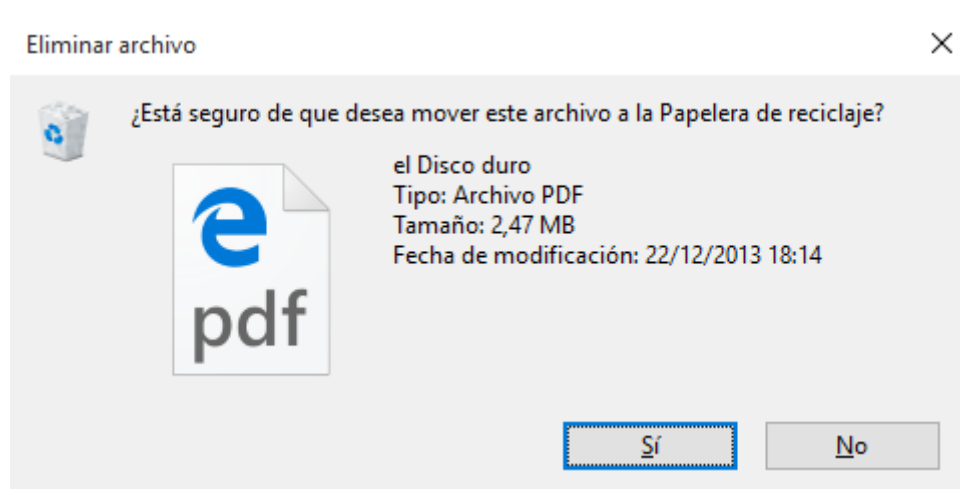 Eliminar archivo
¿Está seguro de que desea mover este archivo a la Papelera de reciclaje?
el Disco duro
Tipo: Archivo PDF
Tamaño: 2,47 MB
Fecha de modificación: 22/12/2013 18:14
e
pdf
Sí
No